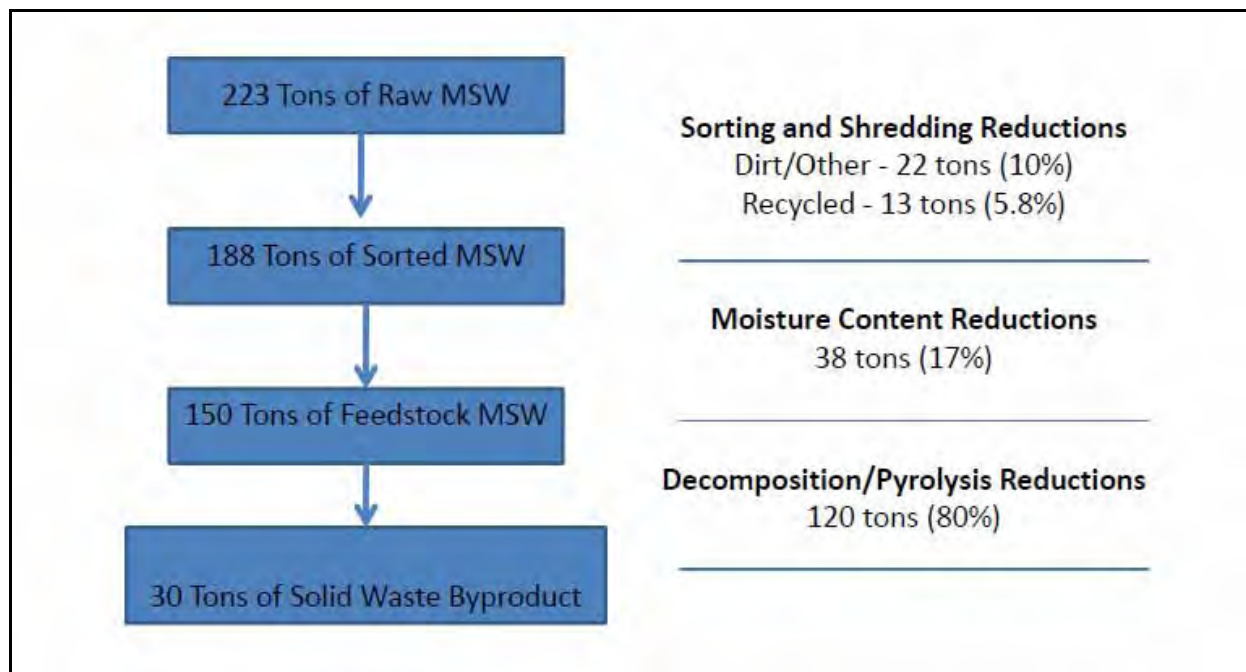 223 Tons of Raw MSW
Sorting and Shredding Reductions
Dirt/Other - 22 tons (10%)
Recycled - 13 tons (5.8%)
188 Tons of Sorted MSW
Moisture Content Reductions
38 tons (17%)
150 Tons of Feedstock MSW
Decomposition/Pyrolysis Reductions
120 tons (80%)
30 Tons of Solid Waste Byproduct